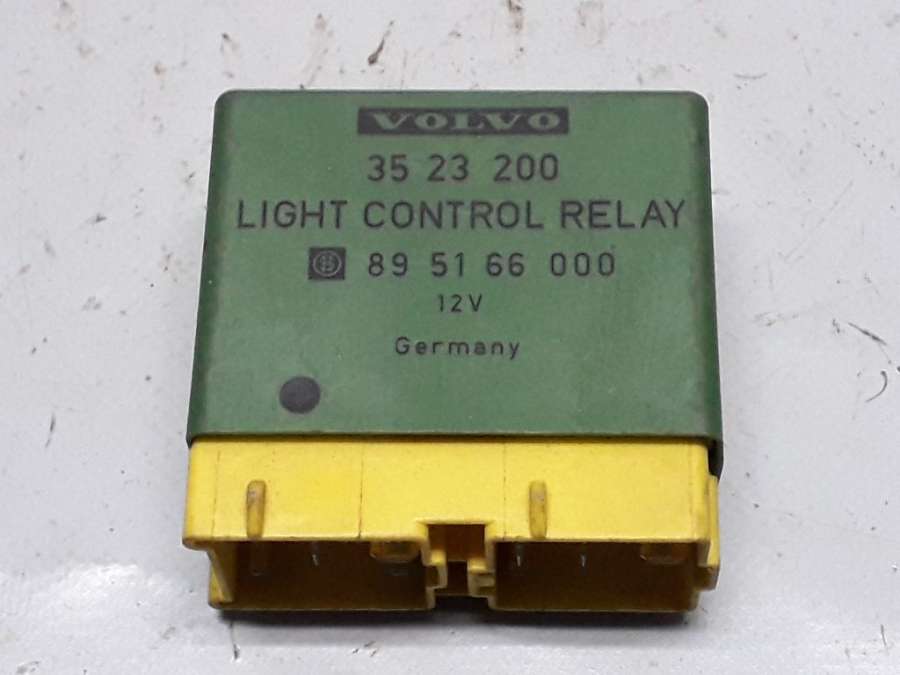 VOLVO
35 23 200
LIGHT CONTROL RELAY
89 51 66 000
12V
Germany